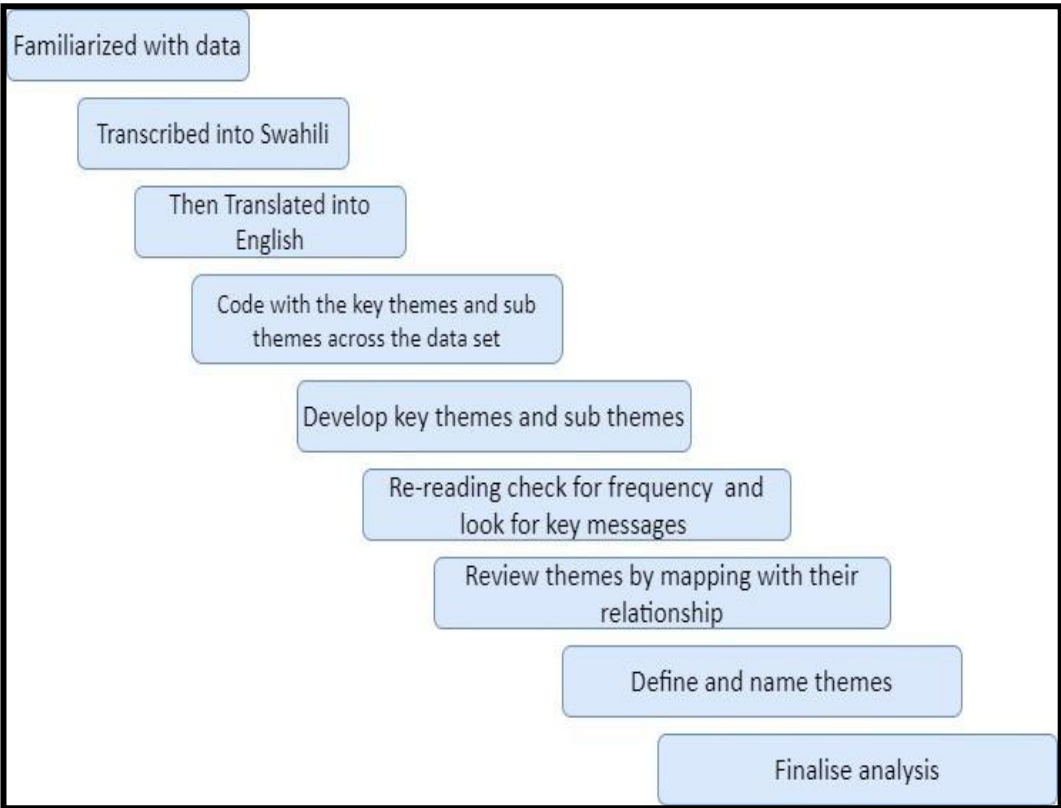 Familiarized with data
Transcribed into Swahili
Then Translated into
English
Code with the key themes and sub
themes across the data set
Develop key themes and sub themes
Re-reading check for frequency and
look for key messages
Review themes by mapping with their
relationship
Define and name themes
Finalise analysis